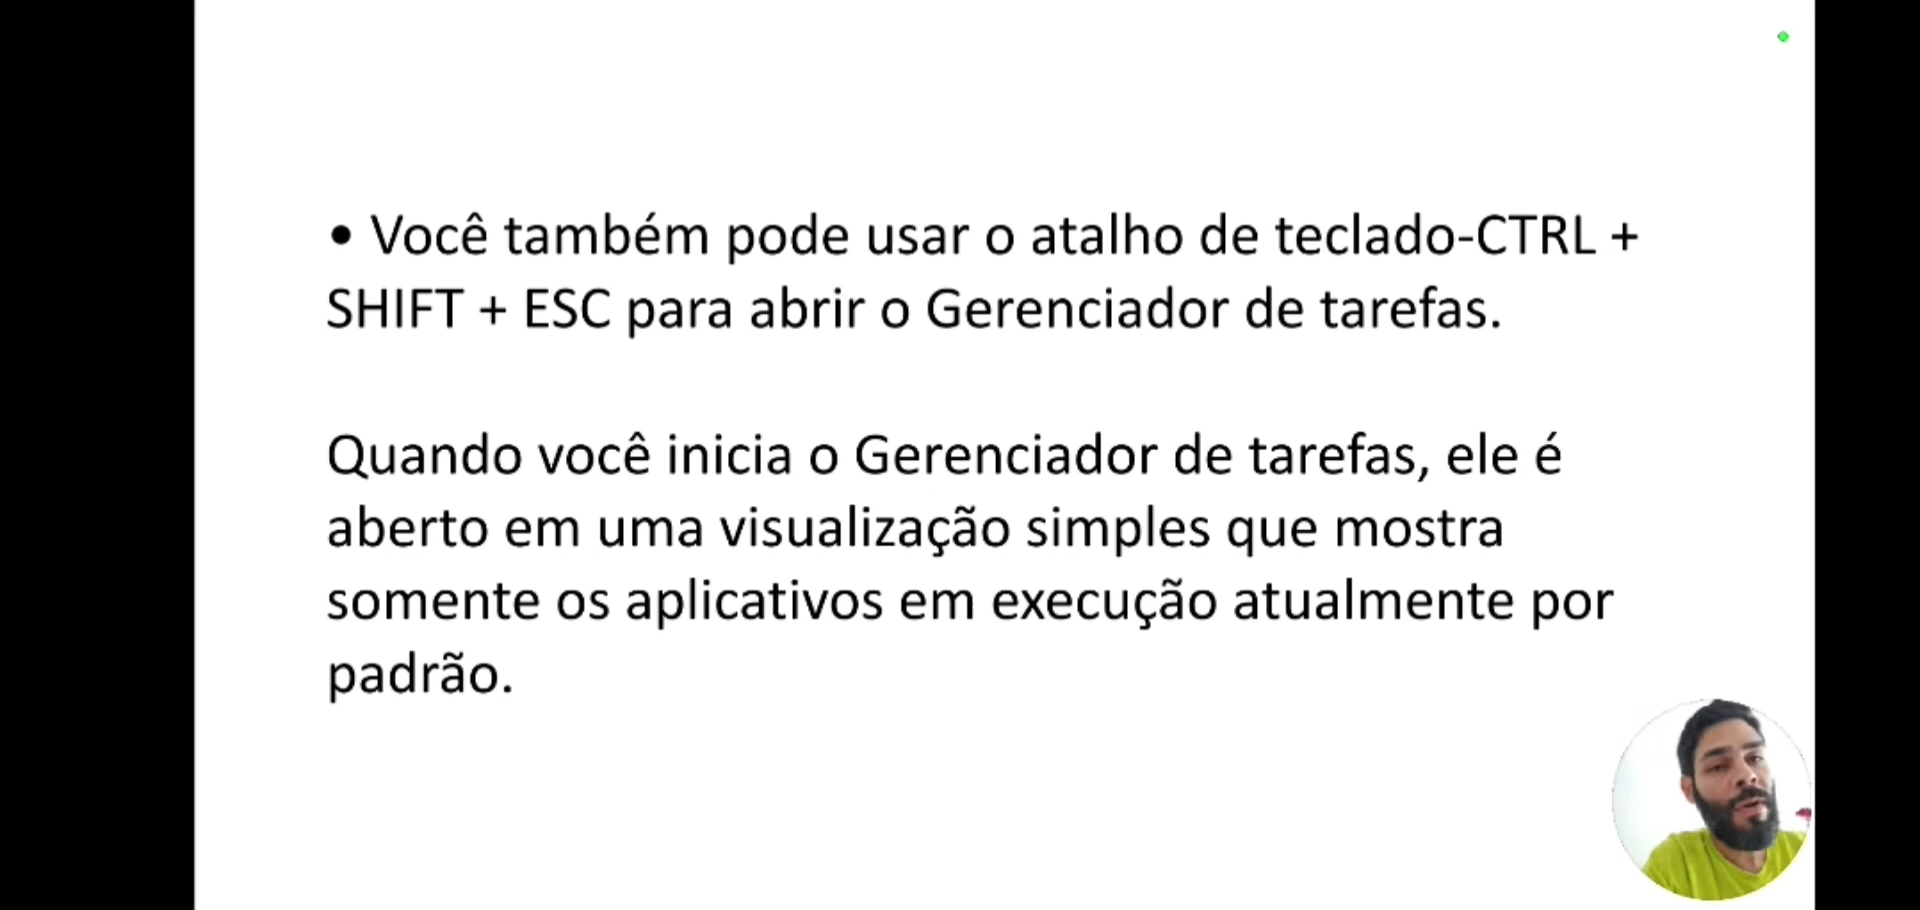 • Você também pode usar o atalho de teclado-CTRL +
SHIFT + ESC para abrir o Gerenciador de tarefas.
Quando você inicia o Gerenciador de tarefas, ele é
aberto em uma visualização simples que mostra
somente os aplicativos em execução atualmente por
padrão.